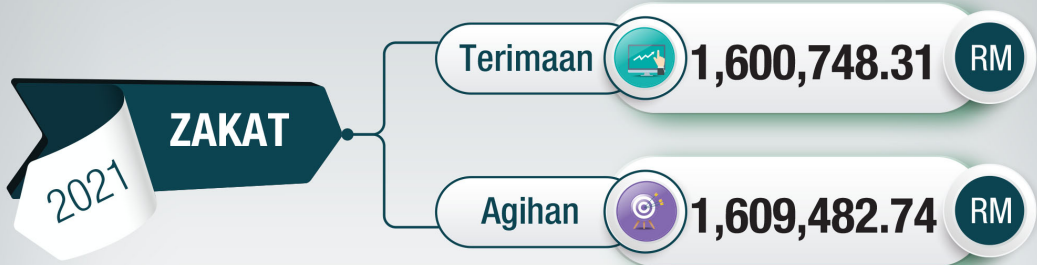 2021
ZAKAT
Terimaan 1,600,748.31 RM
Agihan 1,609,482.74 RM